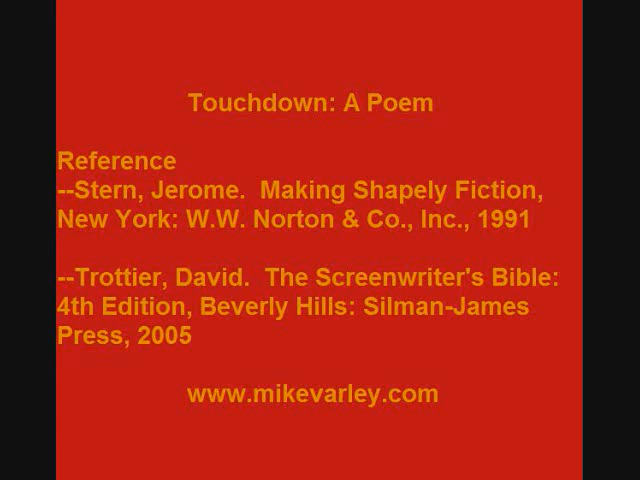 Touchdown: A Poem
Reference
--Stern, Jerome.  Making Shapely Fiction,
New York: W.W. Norton & Co., Inc., 1991
--Trottier, David.  The Screenwriter's Bible:
4th Edition, Beverly Hills: Silman-James
Press, 2005
www.mikevarley.com